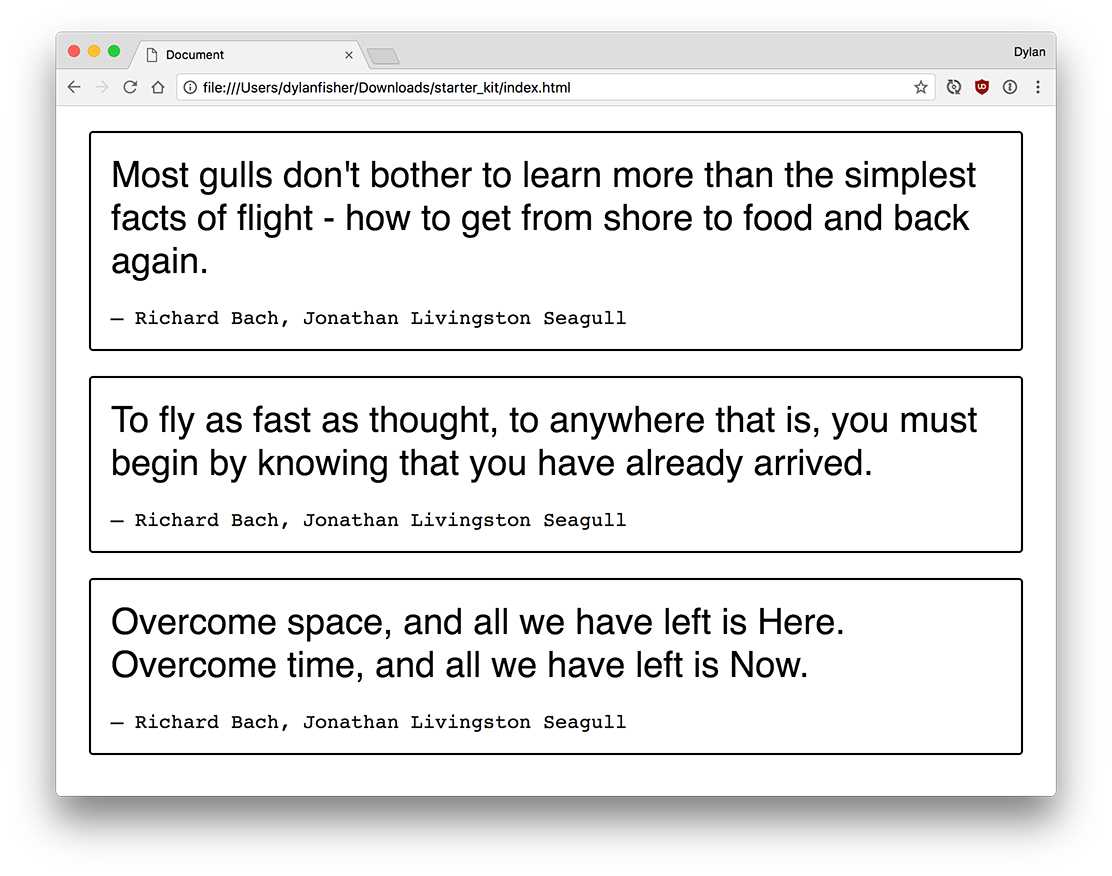 Document
Dylan
file:///Users/dylanfisher/Downloads/starter_kit/index.html
Most gulls don't bother to learn more than the simplest
facts of flight - how to get from shore to food and back
again.
— Richard Bach, Jonathan Livingston Seagull
To fly as fast as thought, to anywhere that is, you must
begin by knowing that you have already arrived.
— Richard Bach, Jonathan Livingston Seagull
Overcome space, and all we have left is Here.
Overcome time, and all we have left is Now.
— Richard Bach, Jonathan Livingston Seagull